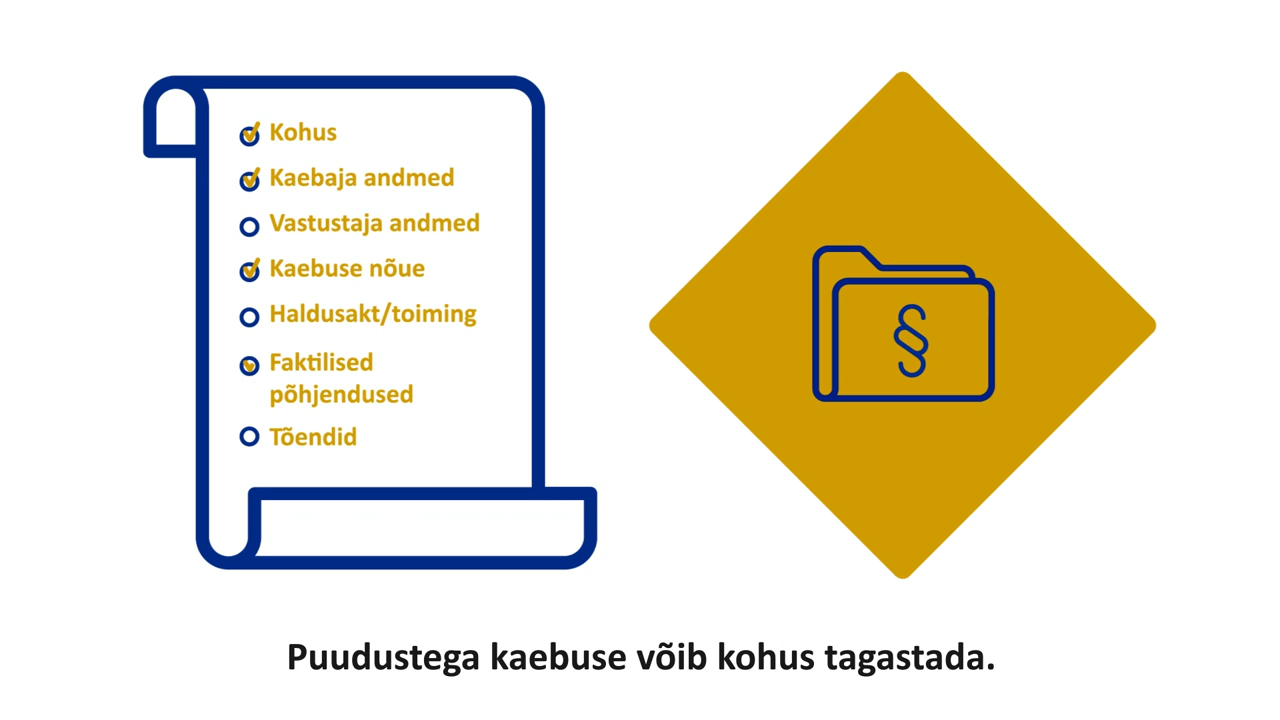 Kohus
Kaebaja andmed
Vastustaja andmed
Kaebuse nõue
Haldusakt/toiming
Faktilised
põhjendused
Tõendid
§
Puudustega kaebuse võib kohus tagastada.